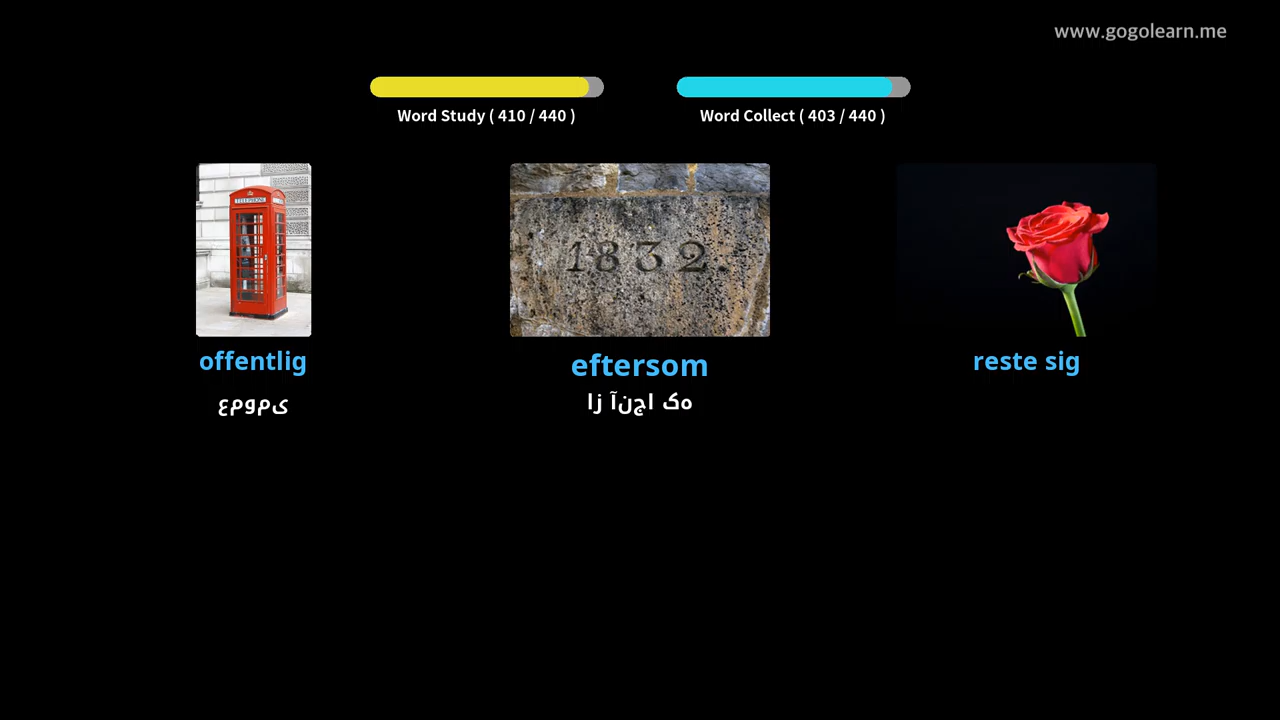 www.gogolearn.me
Word Study ( 410 / 440 )
Word Collect ( 403 / 440 )
TELEPHONE
1832.
offentlig
eftersom
reste sig
عمومی
از آنجا که